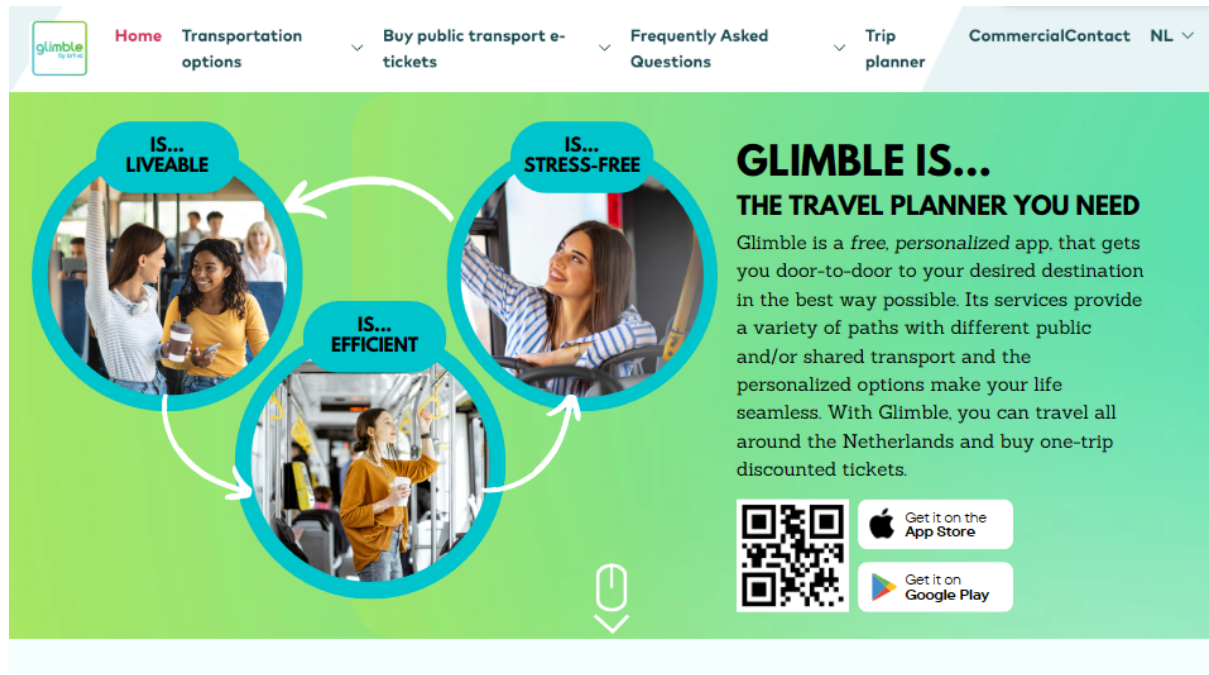 glimble
by arriva
Home
Transportation
options
Buy public transport e-
tickets
Frequently Asked
Questions
Trip
planner
CommercialContact
NL
IS...
LIVEABLE
IS...
STRESS-FREE
IS...
EFFICIENT
GLIMBLE IS...
THE TRAVEL PLANNER YOU NEED
Glimble is a free, personalized app, that gets
you door-to-door to your desired destination
in the best way possible. Its services provide
a variety of paths with different public
and/or shared transport and the
personalized options make your life
seamless. With Glimble, you can travel all
around the Netherlands and buy one-trip
discounted tickets.
Get it on the
App Store
Get it on
Google Play